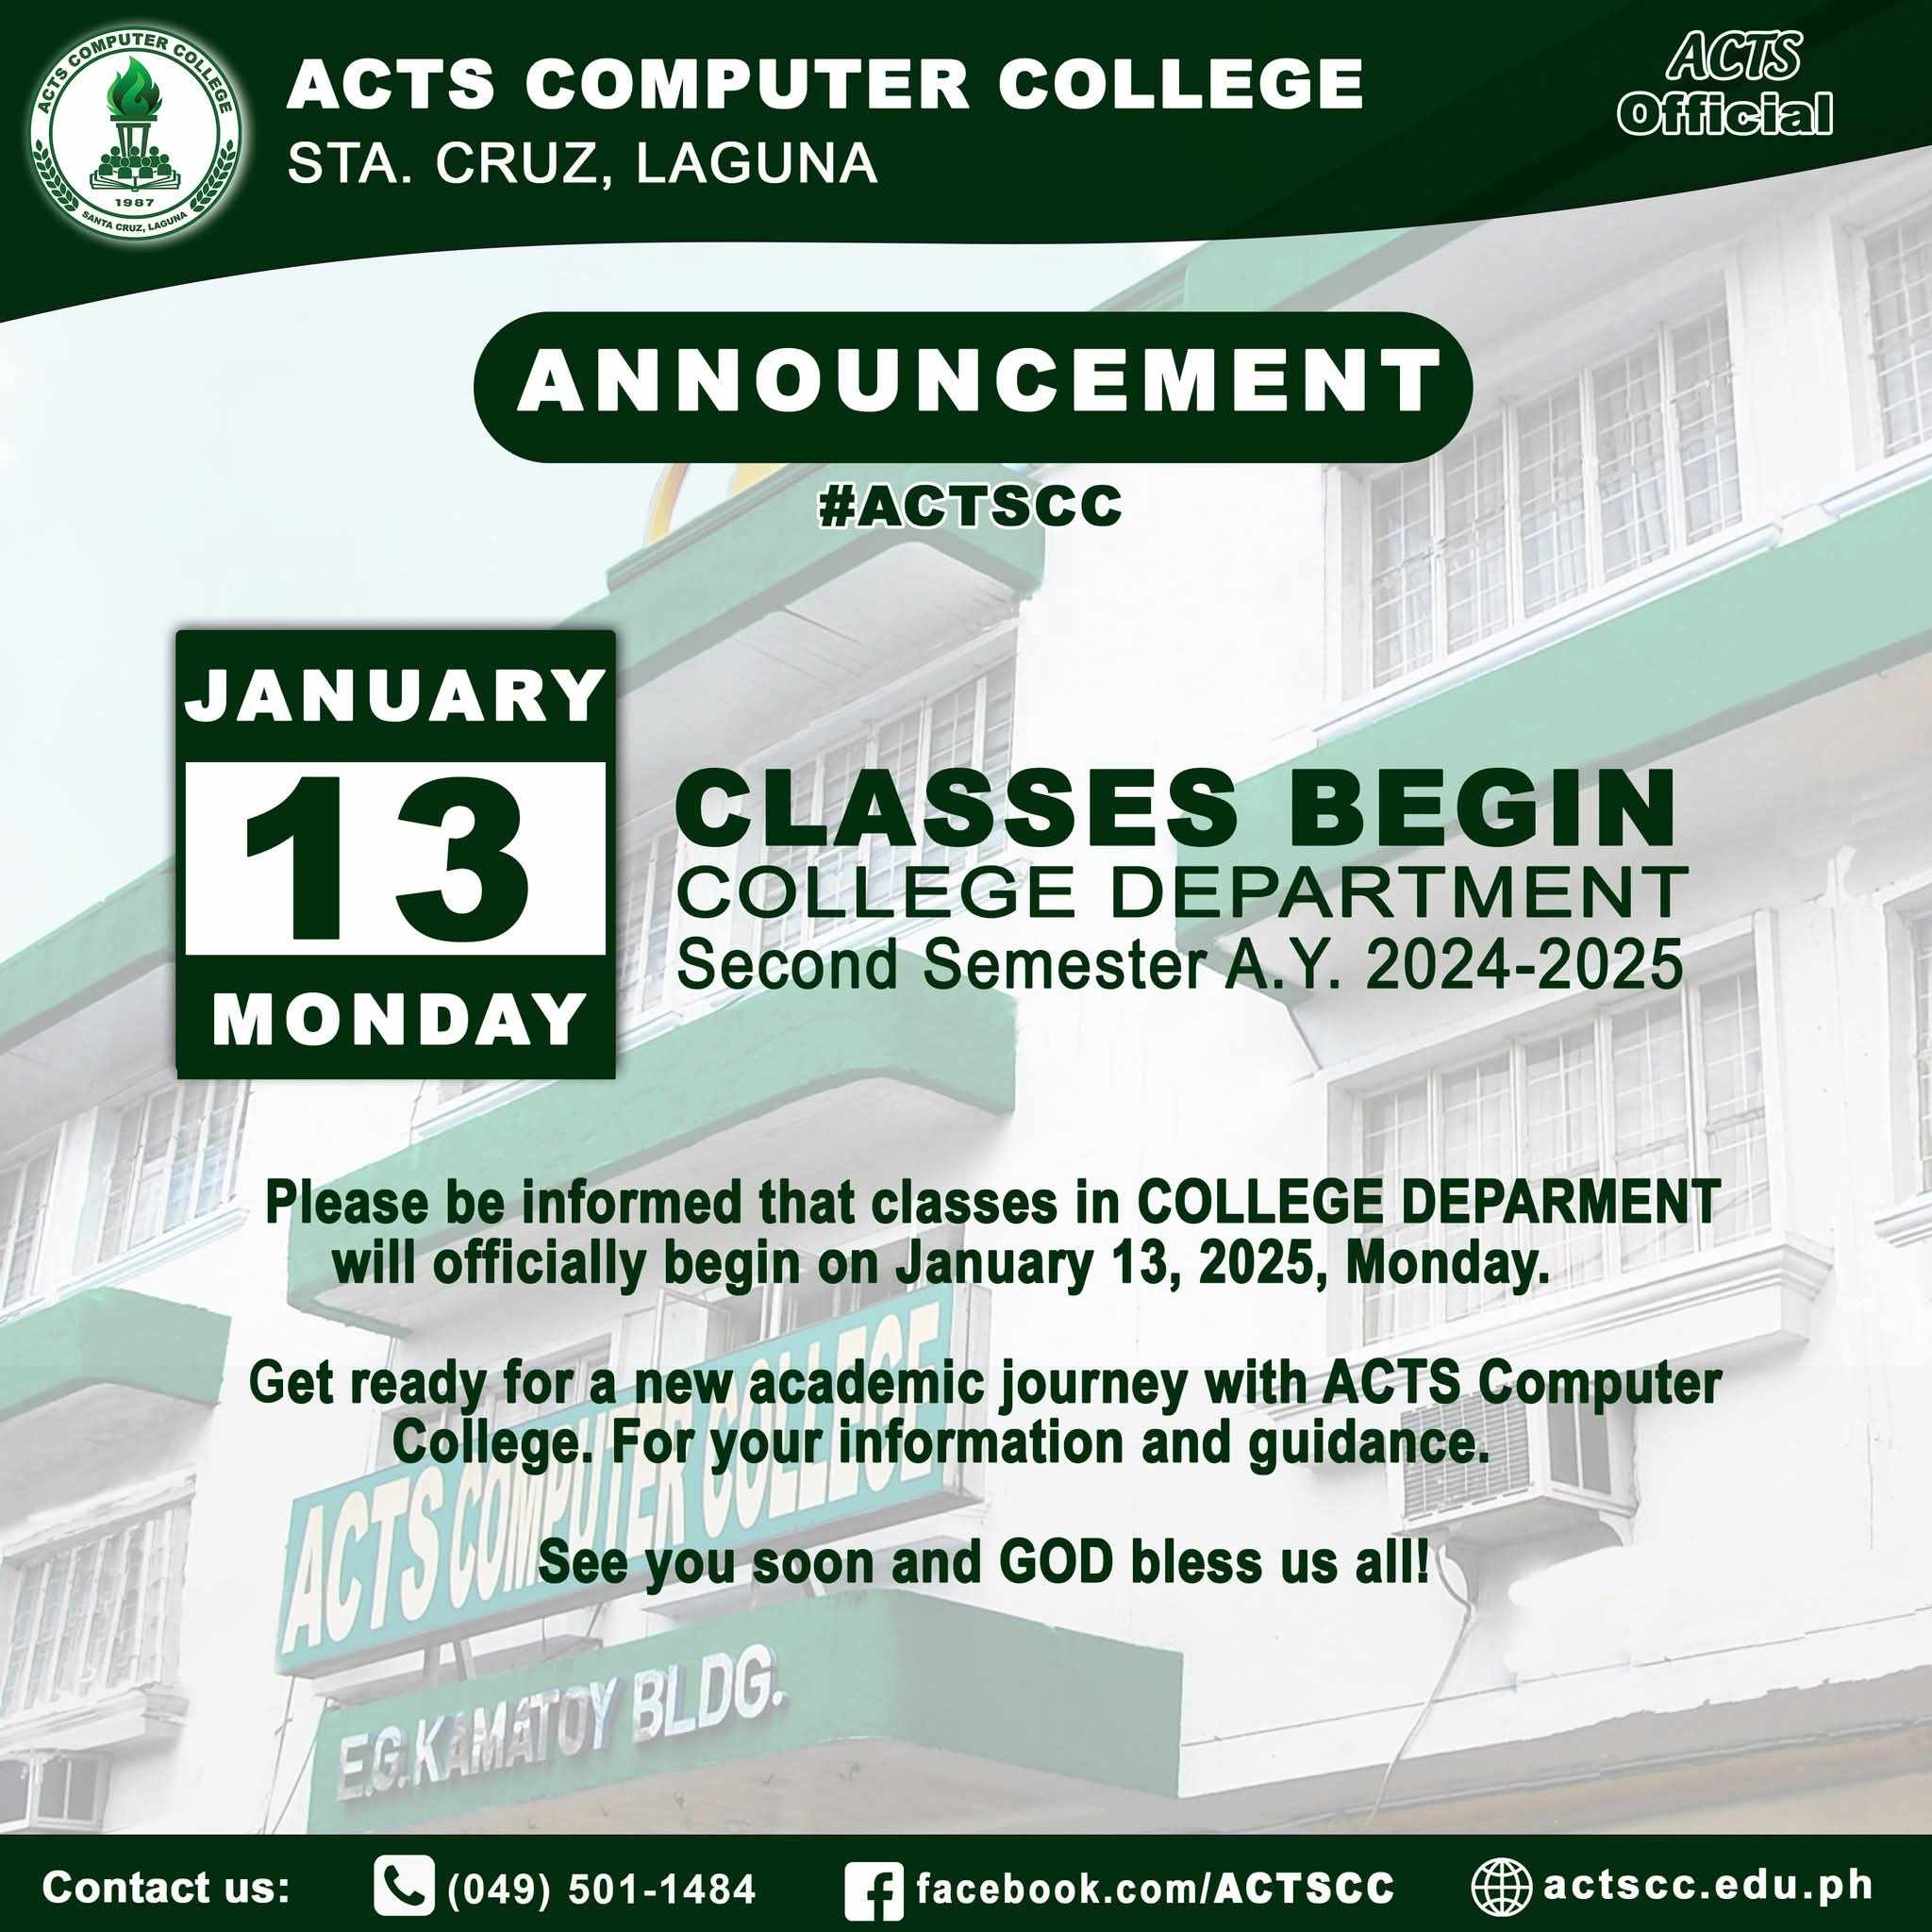 ACTS COMPUTER COLLEGE
1987
SANTA CRUZ, LAGUNA
ACTS COMPUTER COLLEGE
STA. CRUZ, LAGUNA
ACTS
Official
ANNOUNCEMENT
#ACTSCC
JANUARY
13
MONDAY
CLASSES BEGIN
COLLEGE DEPARTMENT
Second Semester A.Y. 2024-2025
Please be informed that classes in COLLEGE DEPARMENT
will officially begin on January 13, 2025, Monday.
Get ready for a new academic journey with ACTS Computer
College. For your information and guidance.
See you soon and GOD bless us all!
ACTS COMPUTER COLLEGE
E.G. KAMATOY BLDG.
Contact us:
(049) 501-1484
facebook.com/ACTSCC
actscc.edu.ph